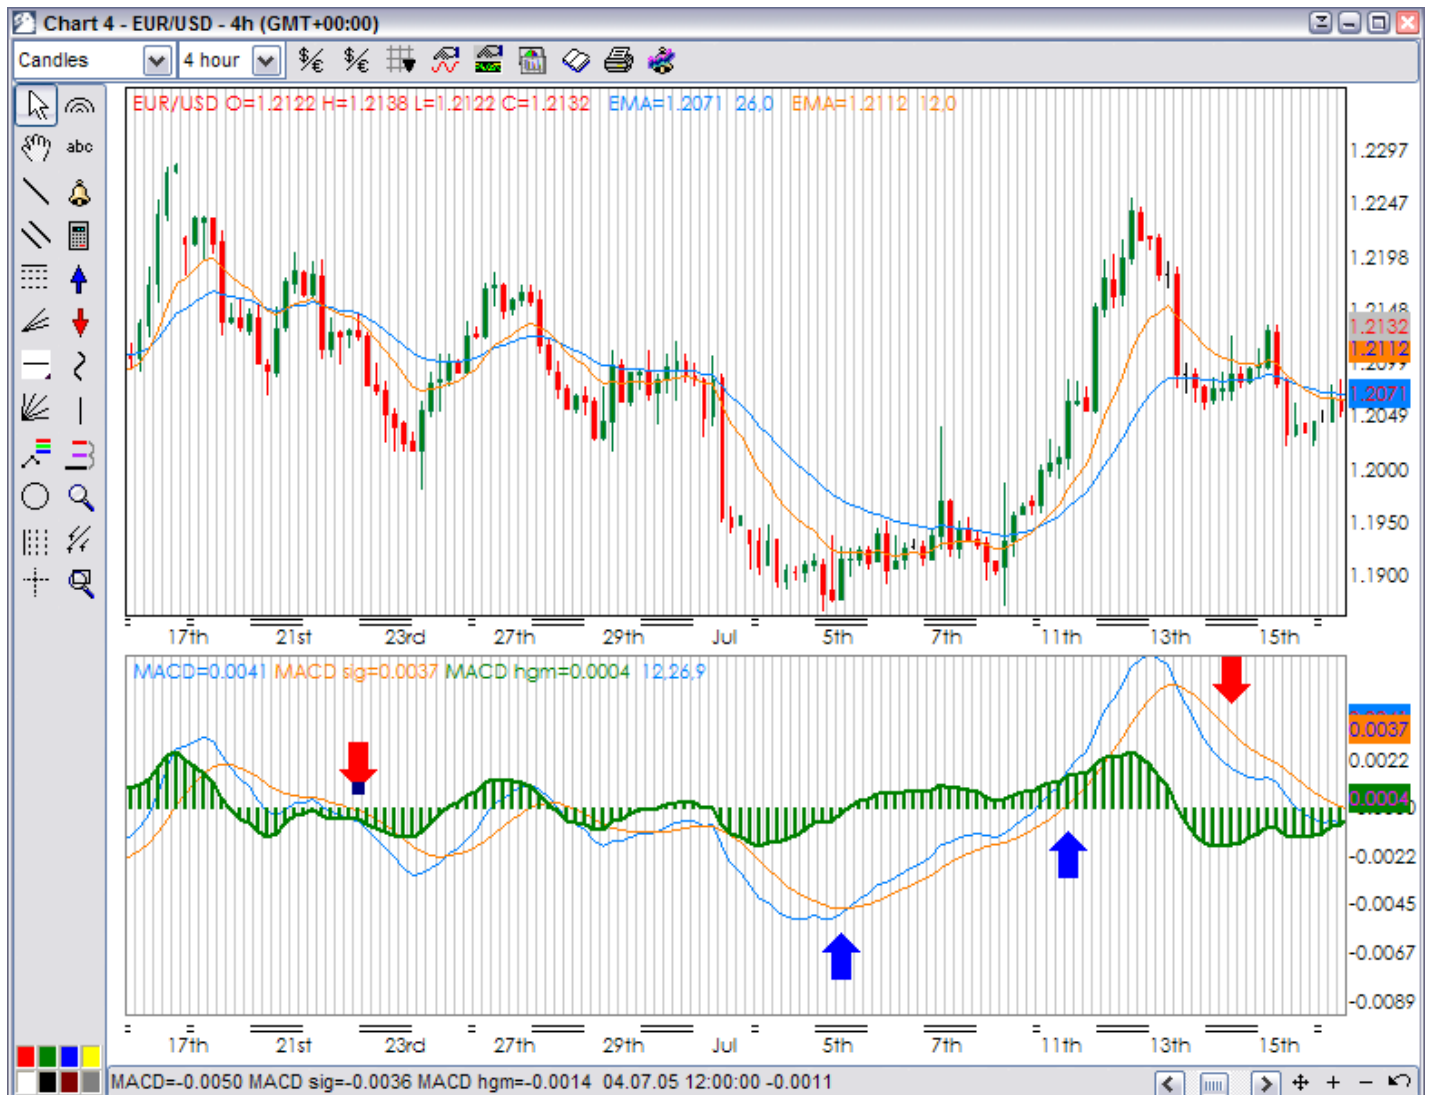 Chart 4 - EUR/USD - 4h (GMT+00:00)
Candles 4 hour $/€ $/€
abc
EUR/USD O=1.2122 H=1.2138 L=1.2122 C=1.2132 EMA=1.2071 26,0 EMA=1.2112 12,0
1.2297
1.2247
1.2198
1.2148
1.2132
1.2112
1.2099
1.2071
1.2049
1.2000
1.1950
1.1900
17th 21st 23rd 27th 29th Jul 5th 7th 11th 13th 15th
MACD=0.0041 MACD sig=0.0037 MACD hgm=0.0004 12,26,9
0.0037
0.0022
0.0004
-0.0022
-0.0045
-0.0067
-0.0089
17th 21st 23rd 27th 29th Jul 5th 7th 11th 13th 15th
MACD=-0.0050 MACD sig=-0.0036 MACD hgm=-0.0014 04.07.05 12:00:00 -0.0011